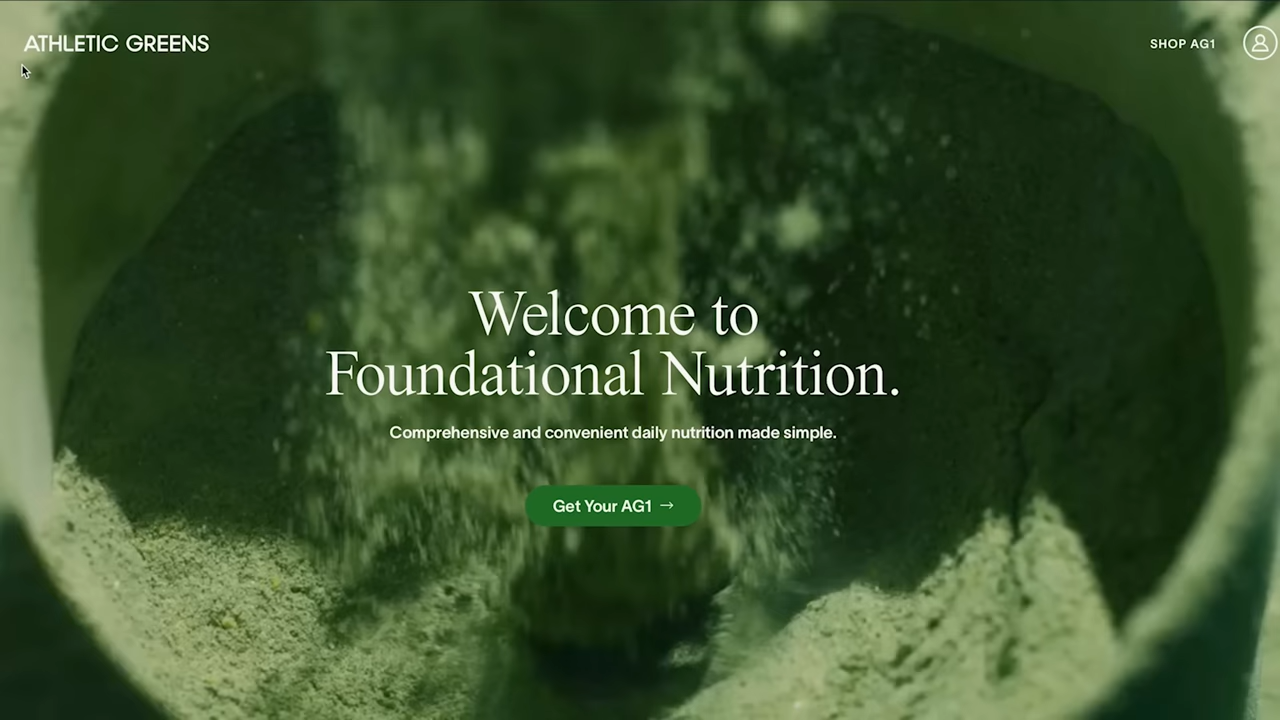 ATHLETIC GREENS
SHOP AG1
Welcome to
Foundational Nutrition.
Comprehensive and convenient daily nutrition made simple.
Get Your AG1 →